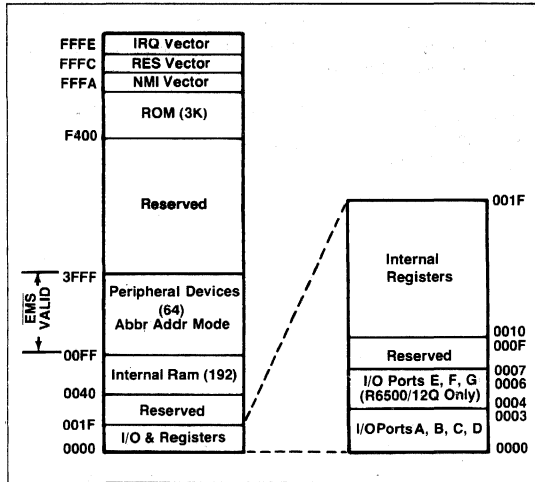 FFFE
IRQ Vector
FFFC
RES Vector
FFFA
NMI Vector
ROM (3K)
F400
Reserved
3FFF
EMS
VALID
Peripheral Devices
(64)
Abbr Addr Mode
00FF
Internal Ram (192)
0040
Reserved
001F
I/O & Registers
0000
001F
Internal
Registers
0010
000F
Reserved
0007
I/O Ports E, F, G
0006
(R6500/12Q Only)
0004
0003
I/O Ports A, B, C, D
0000